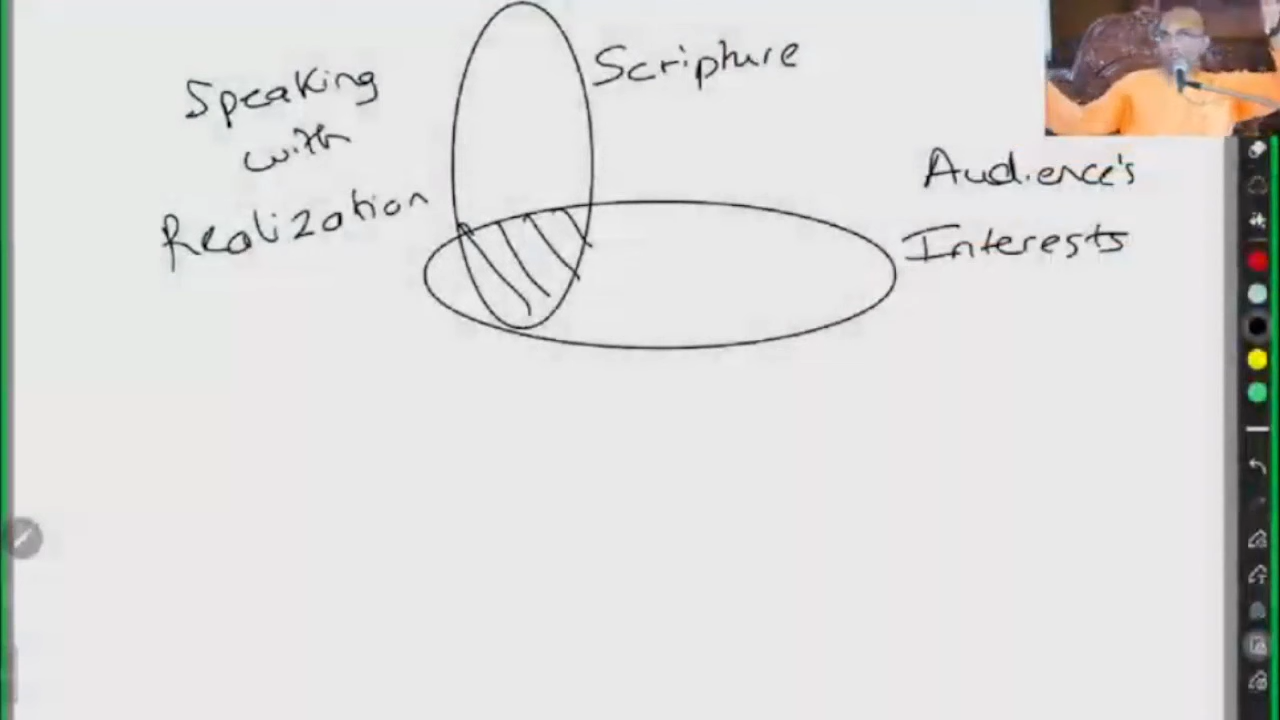 Speaking
with
Realization
Scripture
Audience's
Interests